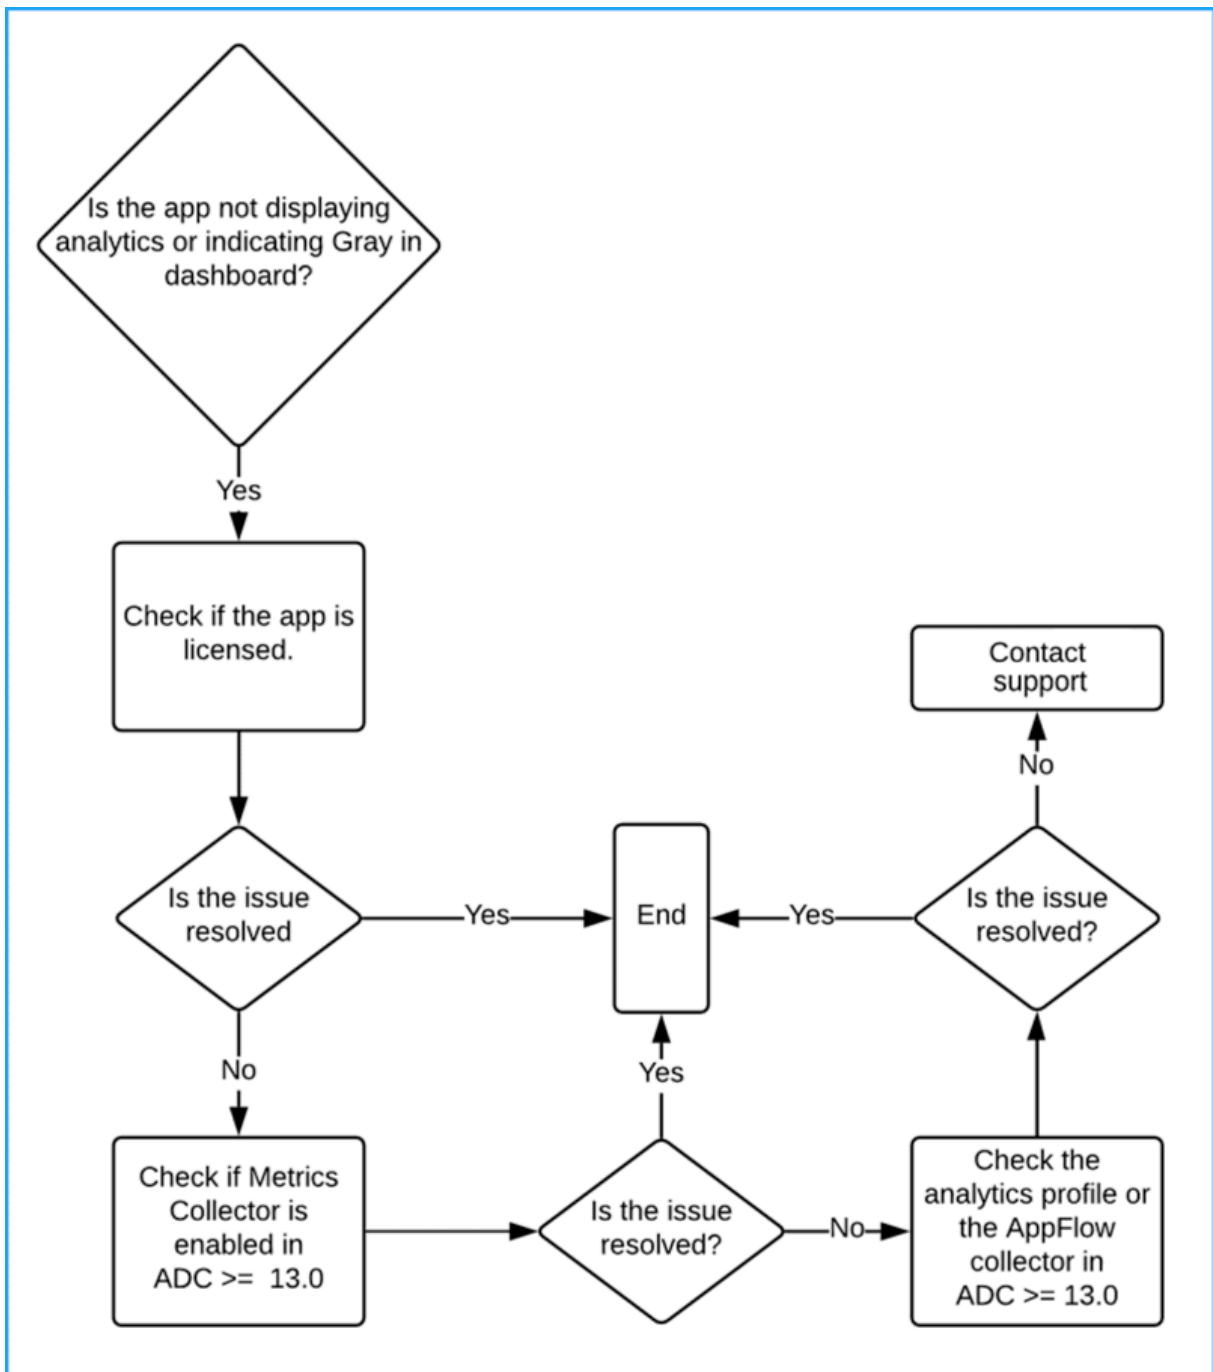 Is the app not displaying
analytics or indicating Gray in
dashboard?
Yes
Check if the app is
licensed.
Is the issue
resolved
Yes
No
Check if Metrics
Collector is
enabled in
ADC >= 13.0
Is the issue
resolved?
Yes
End
No
Check the
analytics profile or
the AppFlow
collector in
ADC >= 13.0
Is the issue
resolved?
Yes
No
Contact
support